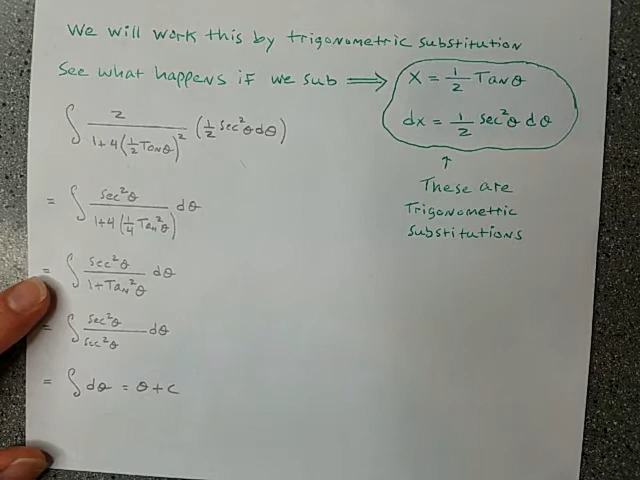 We will work this by trigonometric substitution
See what happens if we sub ⟹ x = 1/2 Tanθ
dx = 1/2 sec²θ dθ
↑
These are
Trigonometric
substitutions
∫ 2/(1+4(1/2 Tanθ)²) (1/2 sec²θdθ)
= ∫ sec²θ/(1+4(1/4 Tan²θ)) dθ
= ∫ sec²θ/(1+Tan²θ) dθ
= ∫ sec²θ/sec²θ dθ
= ∫ dθ = θ+c